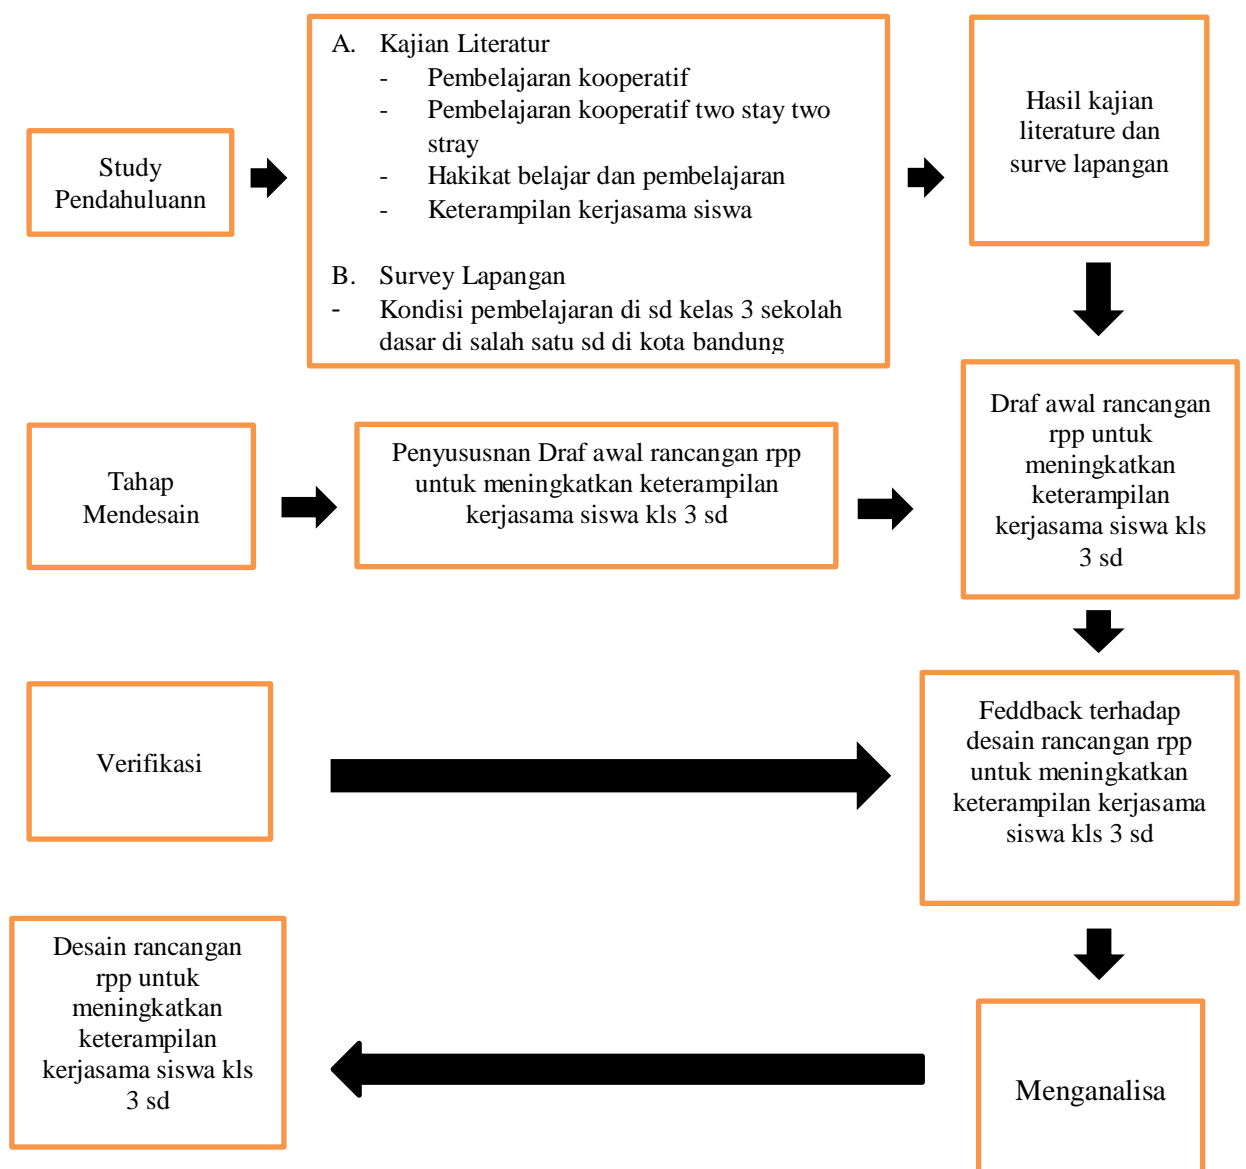 Study
Pendahuluann
A. Kajian Literatur
- Pembelajaran kooperatif
- Pembelajaran kooperatif two stay two
stray
- Hakikat belajar dan pembelajaran
- Keterampilan kerjasama siswa
B. Survey Lapangan
- Kondisi pembelajaran di sd kelas 3 sekolah
dasar di salah satu sd di kota bandung
Hasil kajian
literature dan
surve lapangan
Tahap
Mendesain
Penyususnan Draf awal rancangan rpp
untuk meningkatkan keterampilan
kerjasama siswa kls 3 sd
Draf awal rancangan
rpp untuk
meningkatkan
keterampilan
kerjasama siswa kls
3 sd
Verifikasi
Feddback terhadap
desain rancangan rpp
untuk meningkatkan
keterampilan kerjasama
siswa kls 3 sd
Desain rancangan
rpp untuk
meningkatkan
keterampilan
kerjasama siswa kls
3 sd
Menganalisa